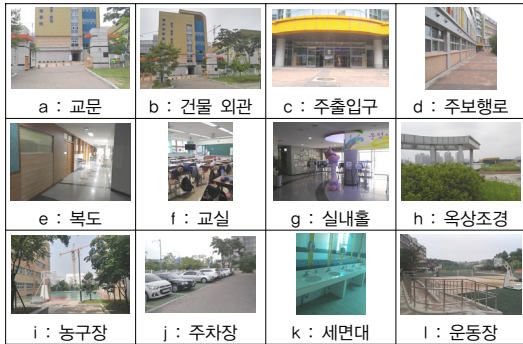 a : 교문
b : 건물 외관
c : 주출입구
d : 주보행로
e : 복도
f : 교실
g : 실내홀
h : 옥상조경
i : 농구장
j : 주차장
k : 세면대
l : 운동장